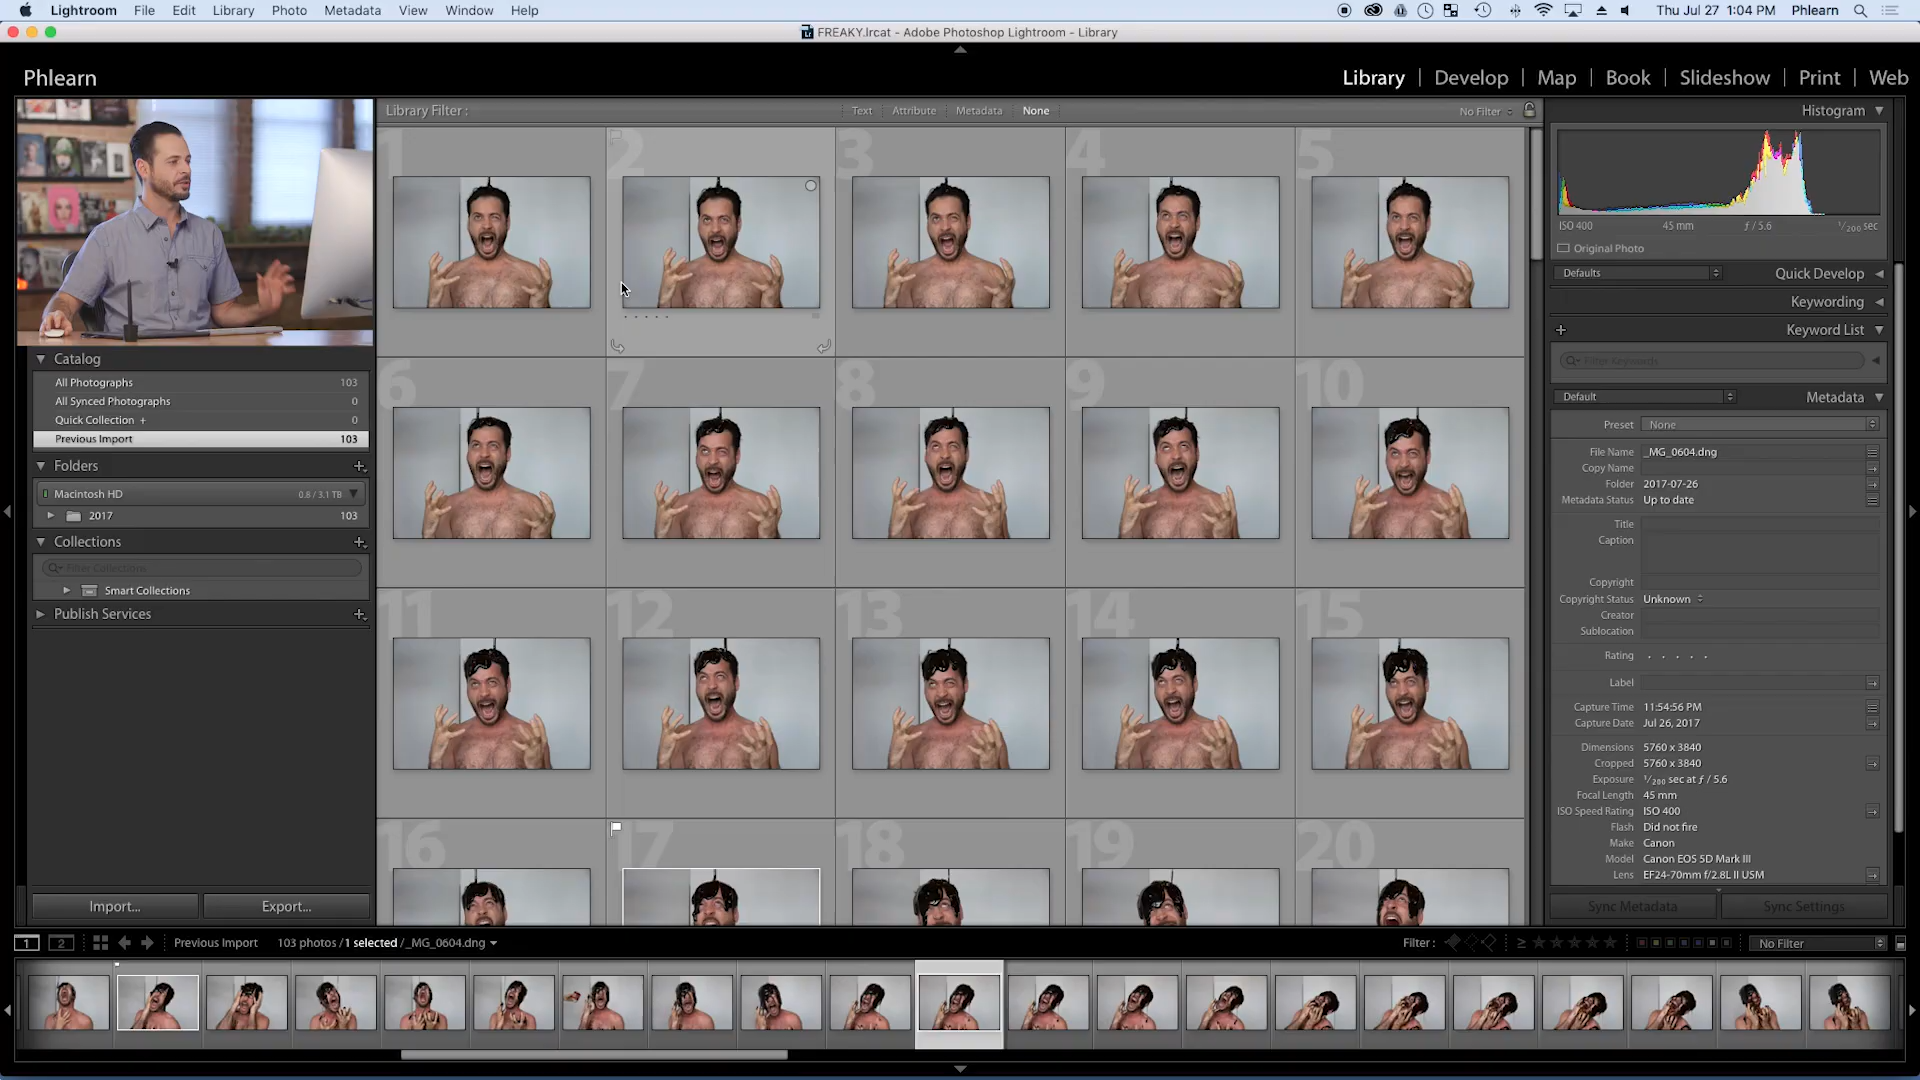 Lightroom File Edit Library Photo Metadata View Window Help Thu Jul 27 1:04 PM Phlearn
FREAKY.lrcat - Adobe Photoshop Lightroom - Library
Phlearn
Library | Develop | Map | Book | Slideshow | Print | Web
Library Filter : Text Attribute Metadata None No Filter
1 2 3 4 5
6 7 8 9 10
11 12 13 14 15
16 17 18 19 20
Catalog
All Photographs 103
All Synced Photographs 0
Quick Collection + 0
Previous Import 103
Folders
Macintosh HD 0.8 / 3.1 TB
2017 103
Collections
Filter Collections
Smart Collections
Publish Services
Import... Export...
Histogram
ISO 400 45 mm ƒ / 5.6 1/200 sec
Original Photo
Defaults Quick Develop
Keywording
Keyword List
Filter Keywords
Default Metadata
Preset None
File Name _MG_0604.dng
Copy Name
Folder 2017-07-26
Metadata Status Up to date
Title
Caption
Copyright
Copyright Status Unknown
Creator
Sublocation
Rating . . . . .
Label
Capture Time 11:54:56 PM
Capture Date Jul 26, 2017
Dimensions 5760 x 3840
Cropped 5760 x 3840
Exposure 1/200 sec at ƒ / 5.6
Focal Length 45 mm
ISO Speed Rating ISO 400
Flash Did not fire
Make Canon
Model Canon EOS 5D Mark III
Lens EF24-70mm f/2.8L II USM
Sync Metadata Sync Settings
1 2 Previous Import 103 photos / 1 selected / _MG_0604.dng Filter : ≥ ★★★★★ No Filter